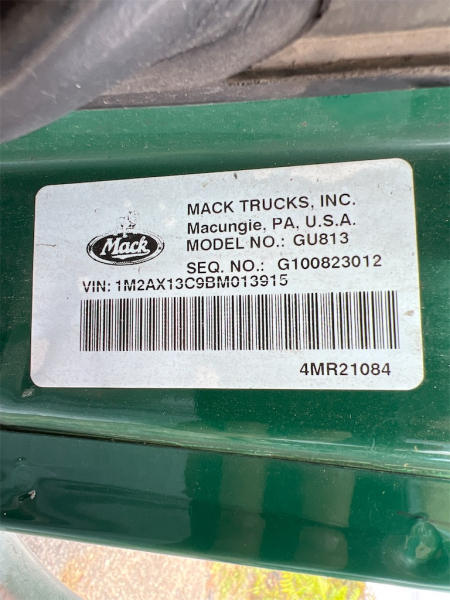 MACK TRUCKS, INC.
Macungie, PA, U.S.A.
Mack
MODEL NO.: GU813
SEQ. NO.: G100823012
VIN: 1M2AX13C9BM013915
4MR21084